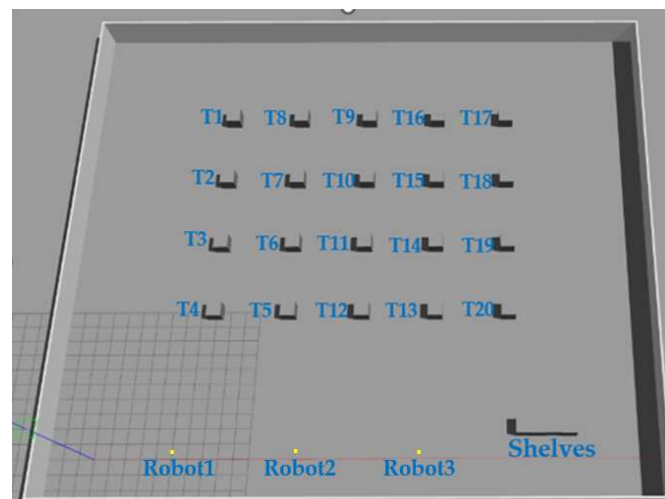 T1 T8 T9 T16 T17
T2 T7 T10 T15 T18
T3 T6 T11 T14 T19
T4 T5 T12 T13 T20
Shelves
Robot1 Robot2 Robot3